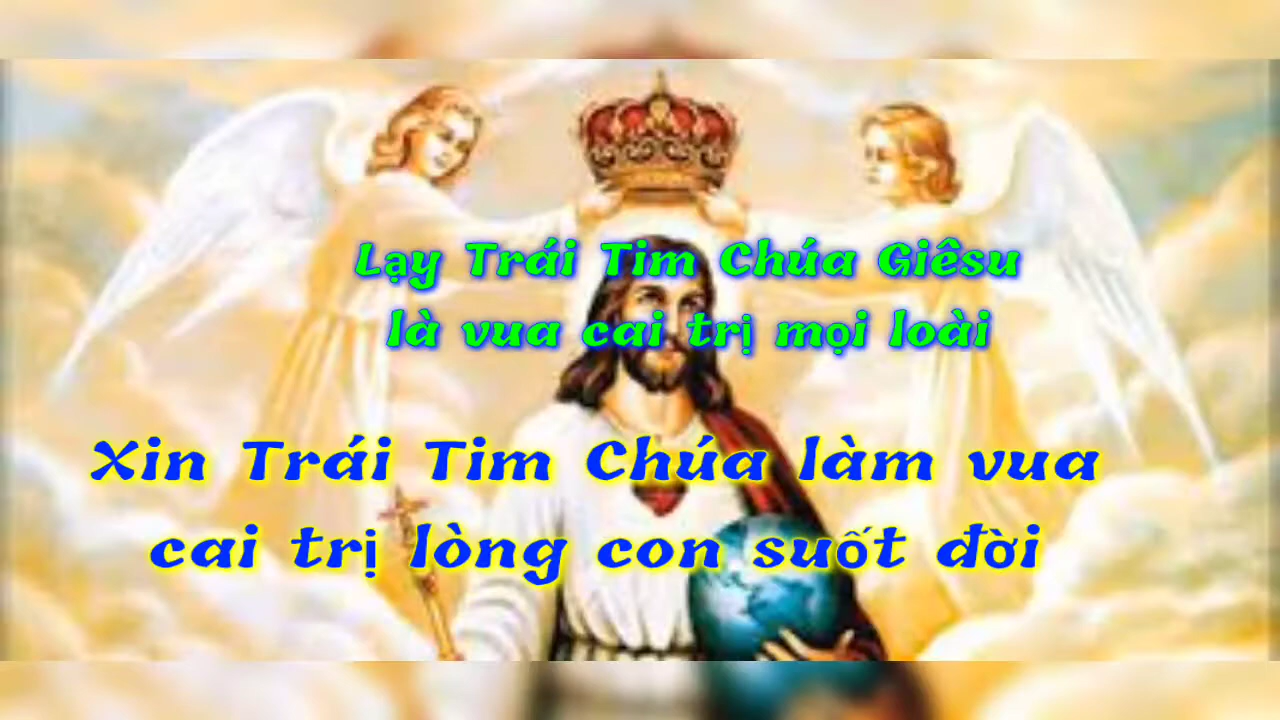 Lạy Trái Tim Chúa Giêsu
là vua cai trị mọi loài
Xin Trái Tim Chúa làm vua
cai trị lòng con suốt đời